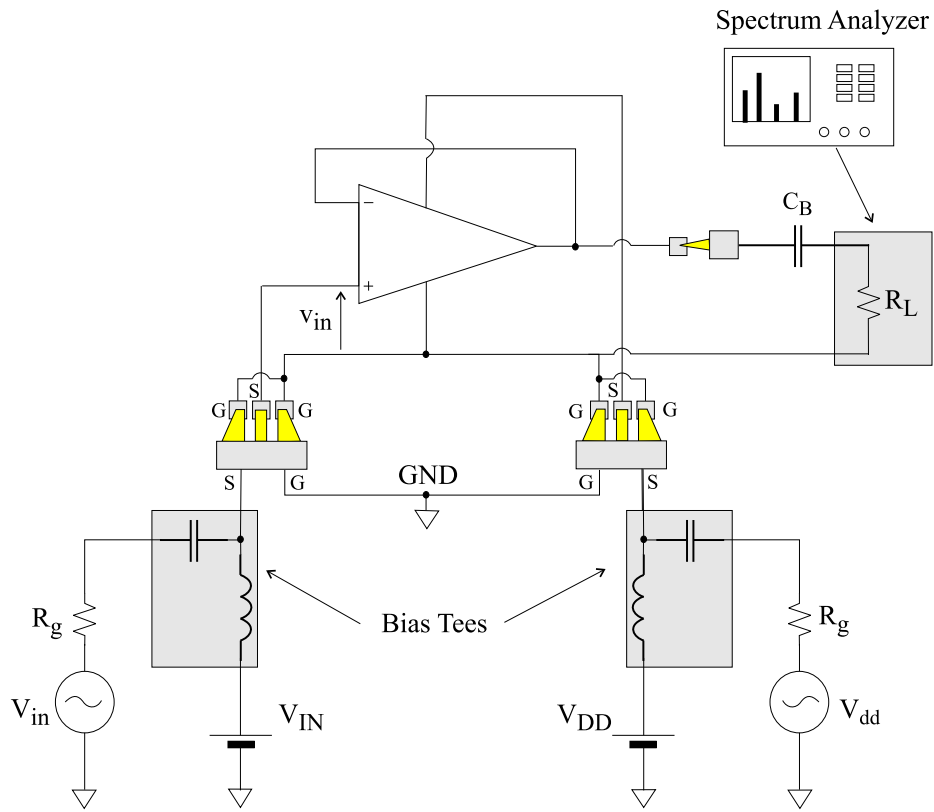 Spectrum Analyzer
C_B
−
+
v_in
R_L
S
S
G
G
G
G
GND
S
G
G
S
R_g
Bias Tees
R_g
V_in
V_IN
V_DD
V_dd